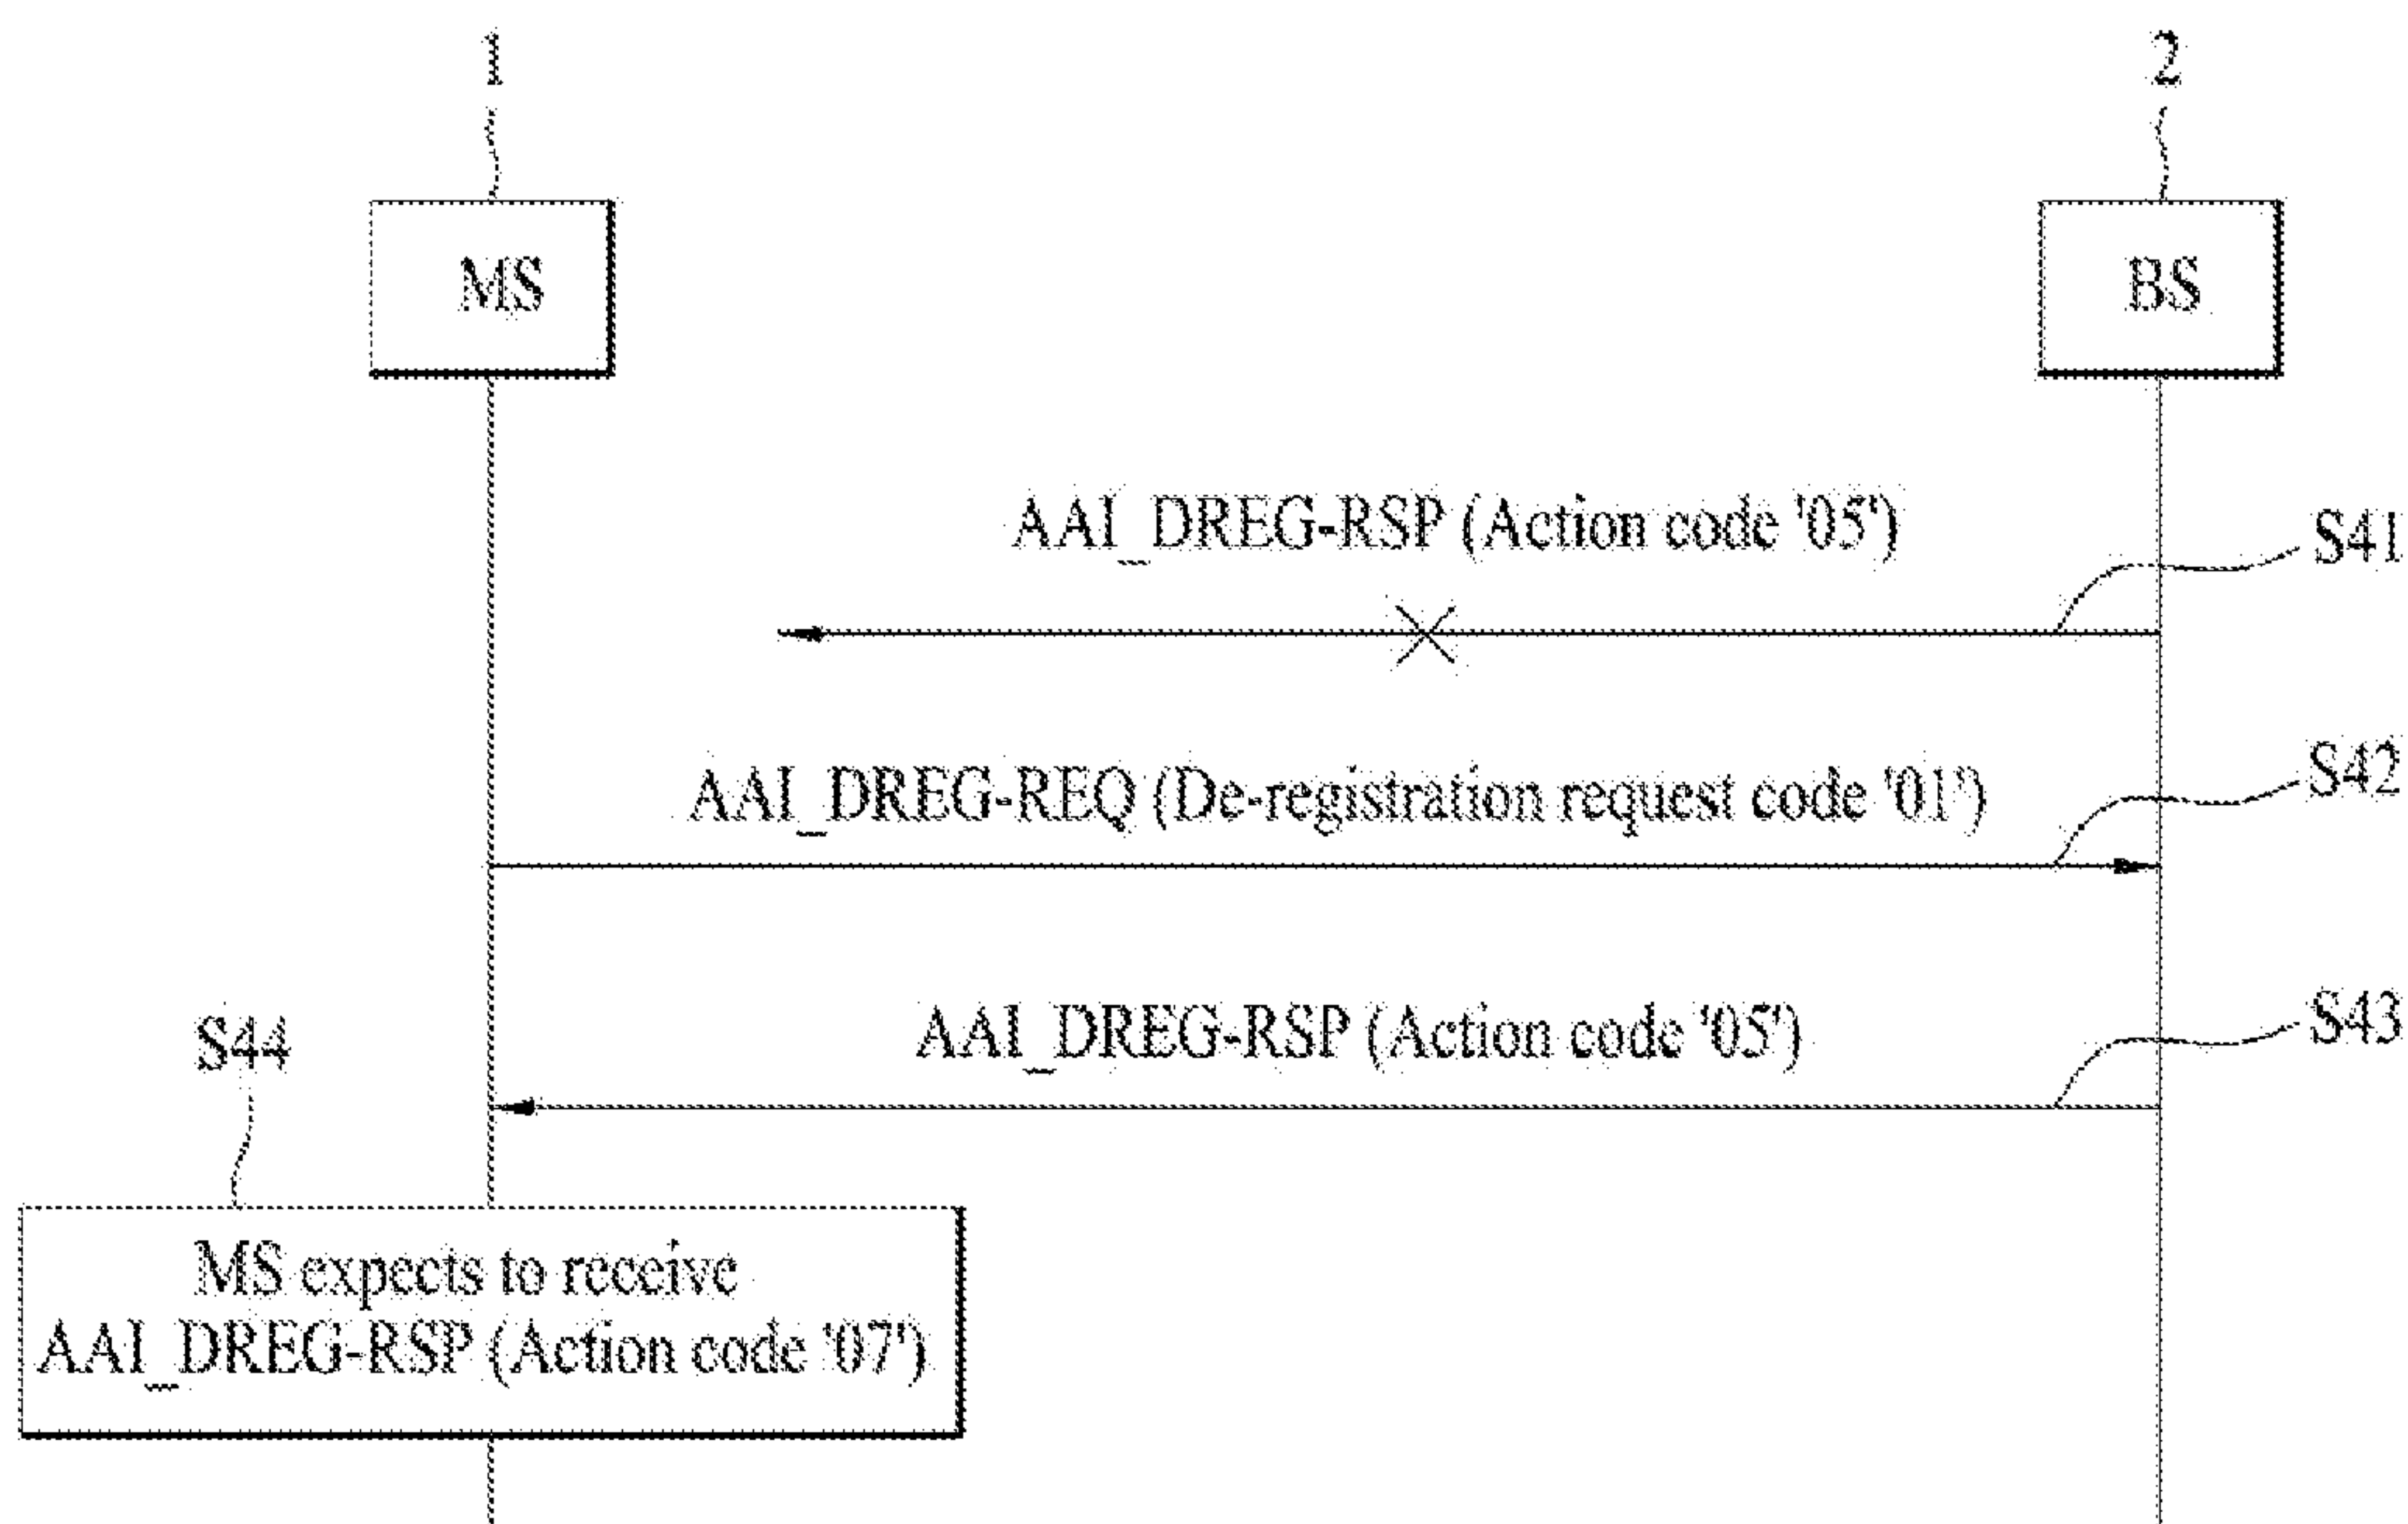 1
2
MS
BS
AAI_DREG-RSP (Action code '05')
S41
AAI_DREG-REQ (De-registration request code '01')
S42
AAI_DREG-RSP (Action code '05')
S43
S44
MS expects to receive
AAI_DREG-RSP (Action code '07')